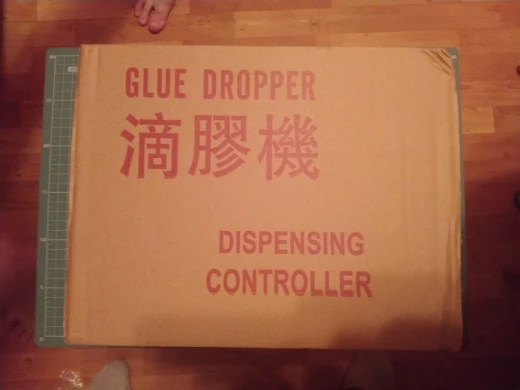 GLUE DROPPER
滴膠機
DISPENSING
CONTROLLER